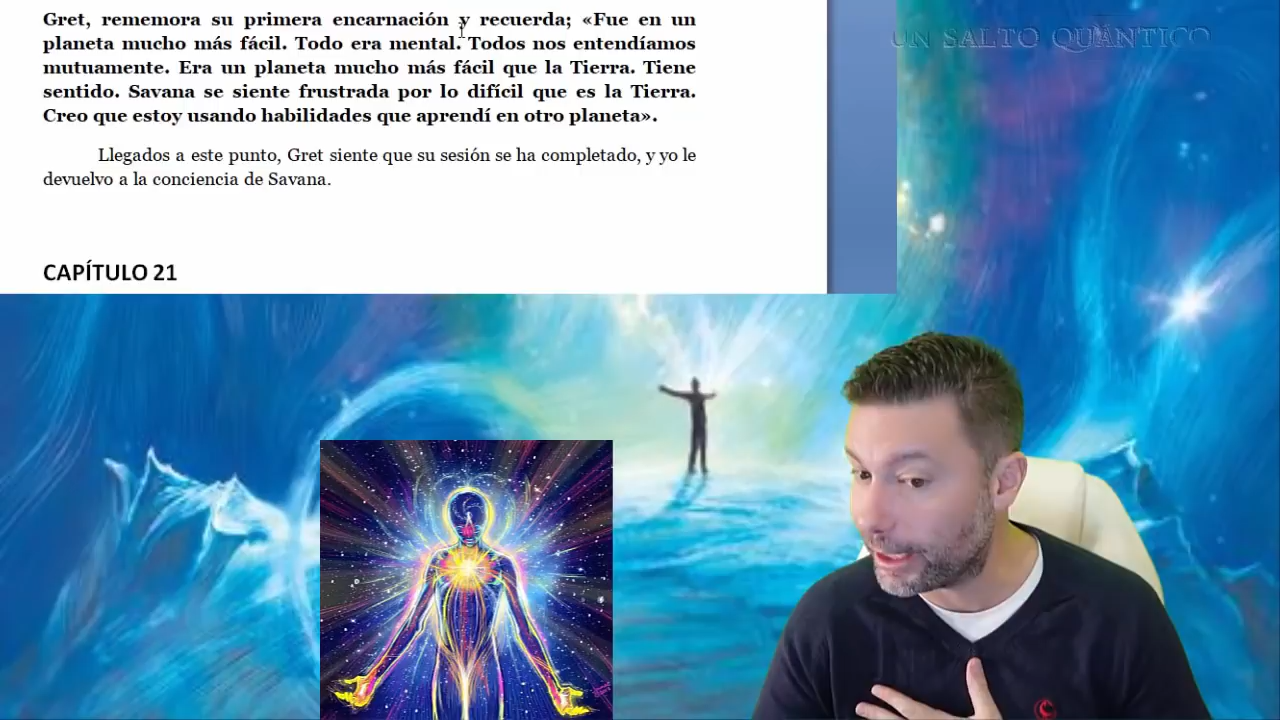 Gret, rememora su primera encarnación y recuerda; «Fue en un
planeta mucho más fácil. Todo era mental. Todos nos entendíamos
mutuamente. Era un planeta mucho más fácil que la Tierra. Tiene
sentido. Savana se siente frustrada por lo difícil que es la Tierra.
Creo que estoy usando habilidades que aprendí en otro planeta».
Llegados a este punto, Gret siente que su sesión se ha completado, y yo le
devuelvo a la conciencia de Savana.
CAPÍTULO 21
UN SALTO QUÁNTICO